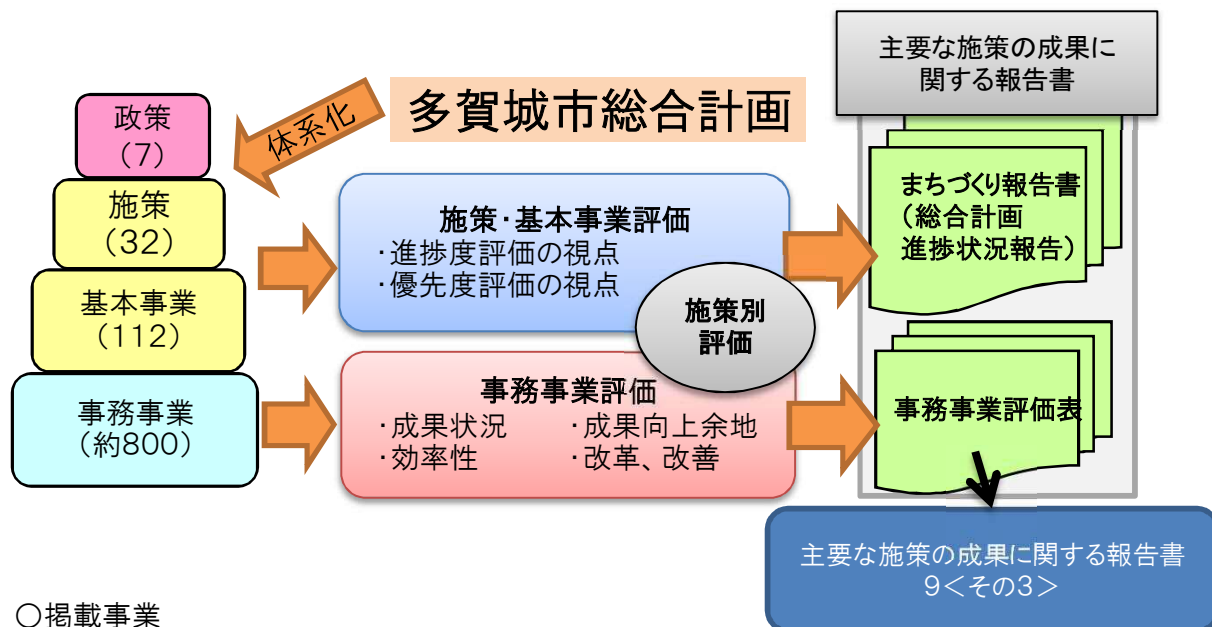 主要な施策の成果に
関する報告書
多賀城市総合計画
体系化
政策
(7)
施策
(32)
基本事業
(112)
事務事業
(約800)
施策・基本事業評価
・進捗度評価の視点
・優先度評価の視点
施策別
評価
事務事業評価
・成果状況 ・成果向上余地
・効率性 ・改革、改善
まちづくり報告書
(総合計画
進捗状況報告)
事務事業評価表
主要な施策の成果に関する報告書
9<その3>
○掲載事業